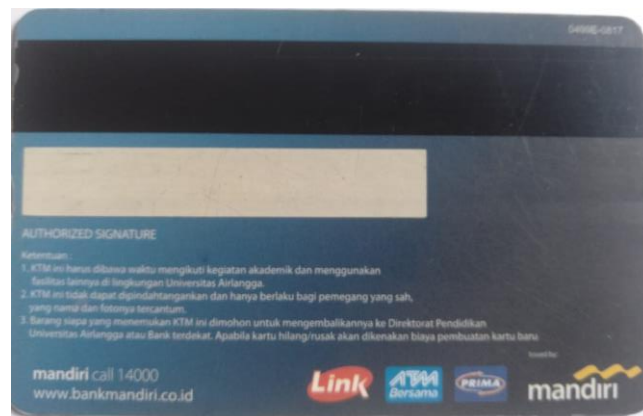 0499E-0817
AUTHORIZED SIGNATURE
Ketentuan :
1. KTM ini harus dibawa waktu mengikuti kegiatan akademik dan menggunakan
fasilitas lainnya di lingkungan Universitas Airlangga.
2. KTM ini tidak dapat dipindahtangankan dan hanya berlaku bagi pemegang yang sah,
yang nama dan fotonya tercantum.
3. Barang siapa yang menemukan KTM ini dimohon untuk mengembalikannya ke Direktorat Pendidikan
Universitas Airlangga atau Bank terdekat. Apabila kartu hilang/rusak akan dikenakan biaya pembuatan kartu baru
Issued by:
mandiri call 14000
www.bankmandiri.co.id
Link
ATM
Bersama
PRIMA
mandiri